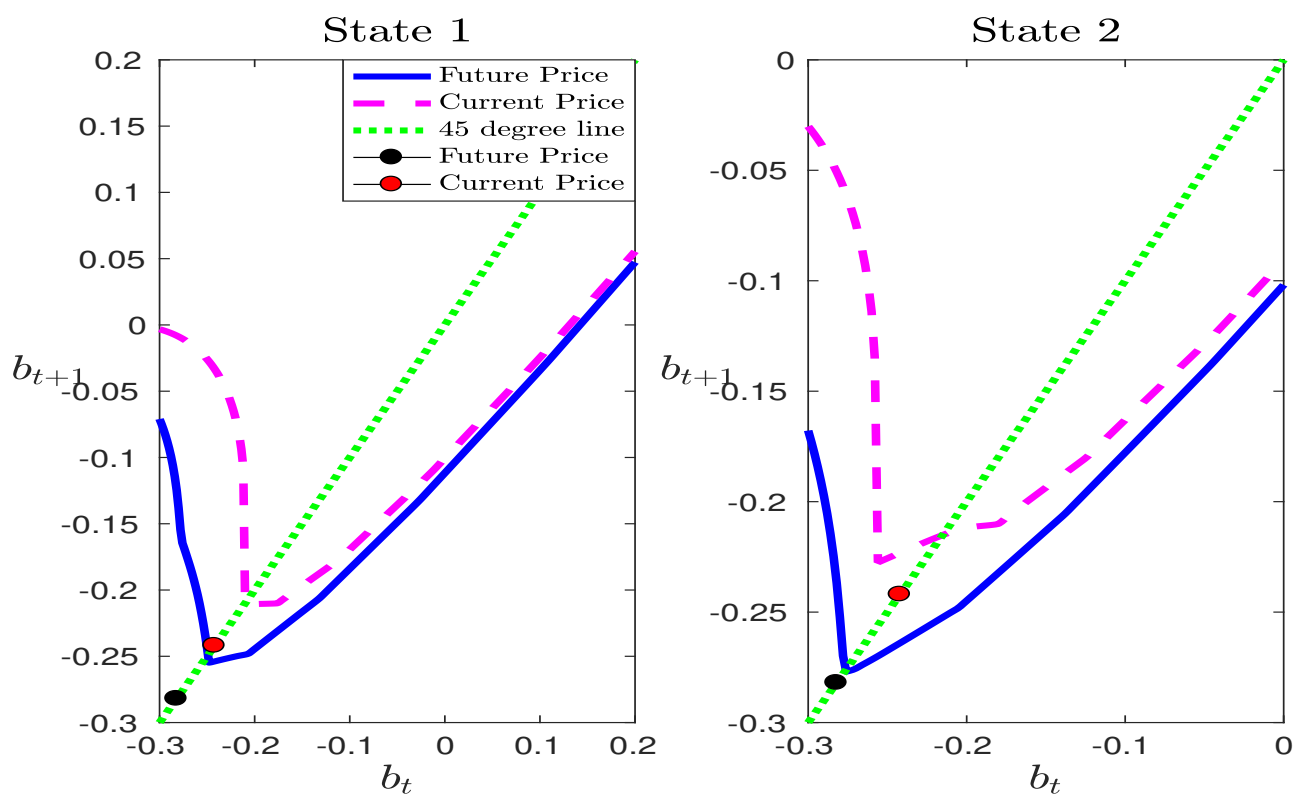 State 1
0.2
0.15
0.1
0.05
0
-0.05
-0.1
-0.15
-0.2
-0.25
-0.3
b_{t+1}
-0.3 -0.2 -0.1 0 0.1 0.2
b_t
Future Price
Current Price
45 degree line
Future Price
Current Price
State 2
0
-0.05
-0.1
-0.15
-0.2
-0.25
-0.3
b_{t+1}
-0.3 -0.2 -0.1 0
b_t